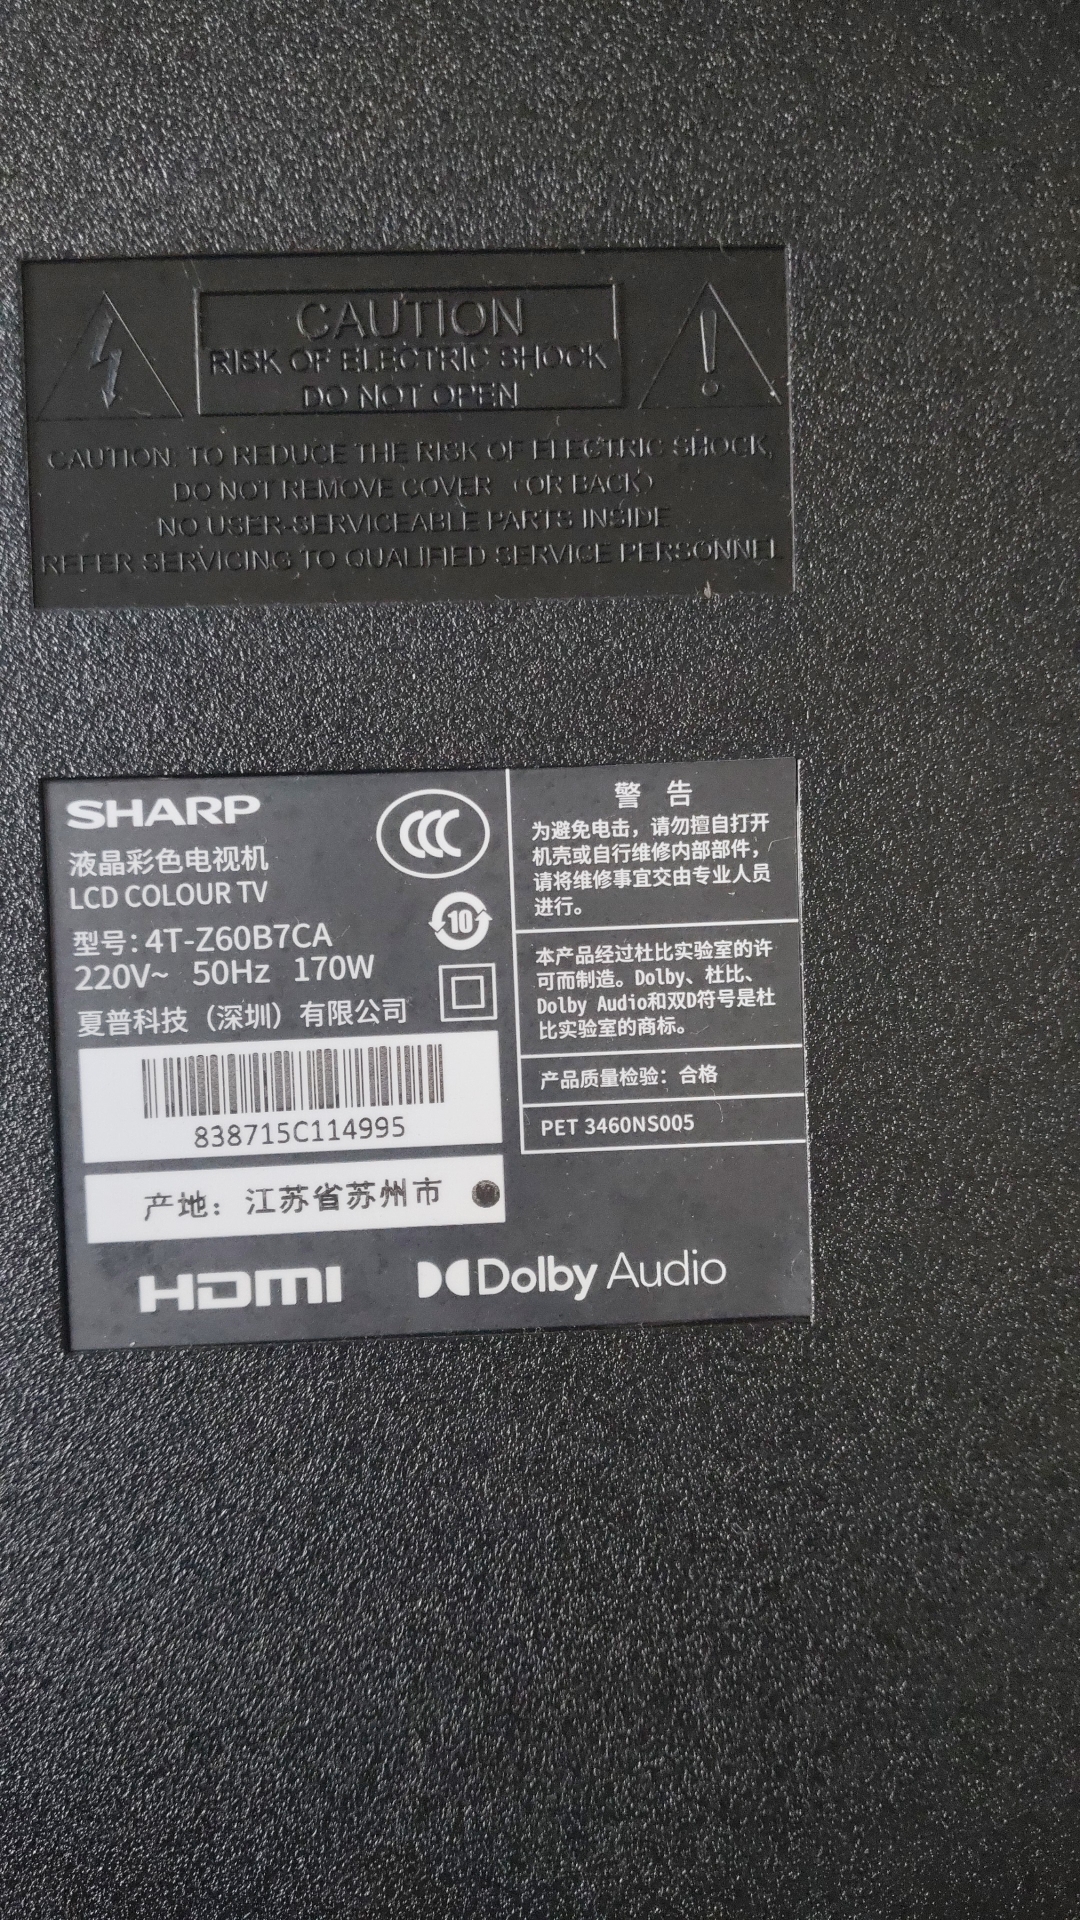 CAUTION
RISK OF ELECTRIC SHOCK
DO NOT OPEN
CAUTION: TO REDUCE THE RISK OF ELECTRIC SHOCK,
DO NOT REMOVE COVER (OR BACK)
NO USER-SERVICEABLE PARTS INSIDE
REFER SERVICING TO QUALIFIED SERVICE PERSONNEL
SHARP
液晶彩色电视机
LCD COLOUR TV
型号: 4T-Z60B7CA
220V~ 50Hz 170W
夏普科技（深圳）有限公司
CCC
10
838715C114995
产地：江苏省苏州市
警 告
为避免电击，请勿擅自打开
机壳或自行维修内部部件，
请将维修事宜交由专业人员
进行。
本产品经过杜比实验室的许
可而制造。Dolby、杜比、
Dolby Audio和双D符号是杜
比实验室的商标。
产品质量检验：合格
PET 3460NS005
HDMI
Dolby Audio